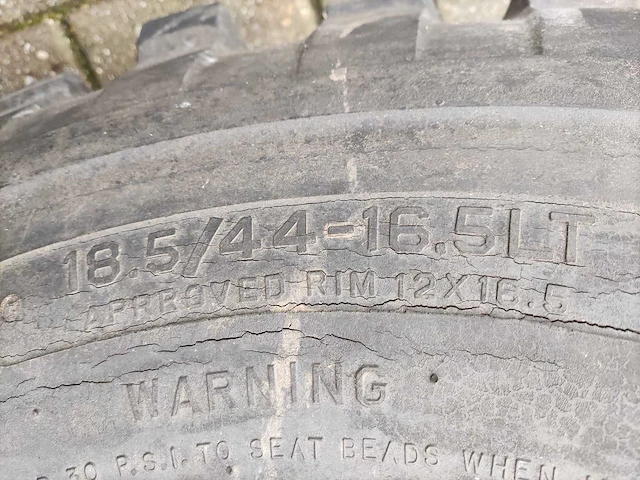 18.5/44-16.5LT
APPROVED RIM 12X16.5
WARNING
30 P.S.I. TO SEAT BEADS WHEN